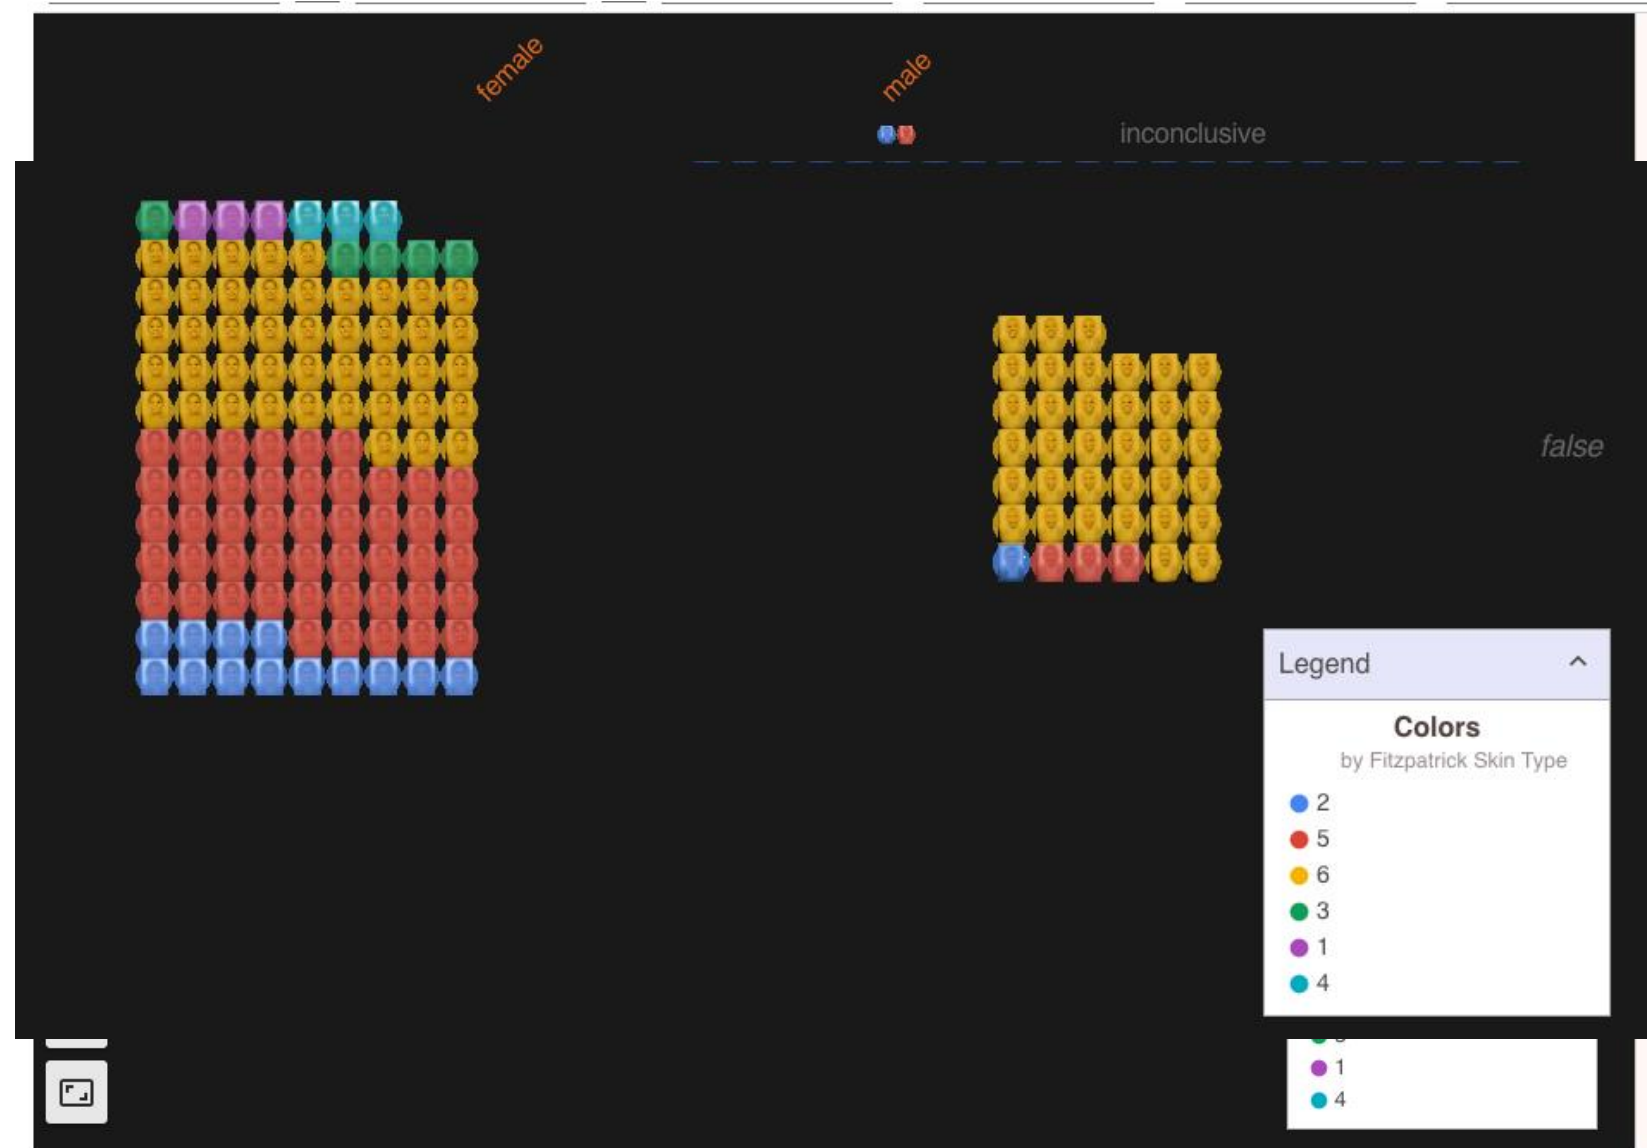 female
male
inconclusive
false
Legend
Colors
by Fitzpatrick Skin Type
2
5
6
3
1
4
1
4